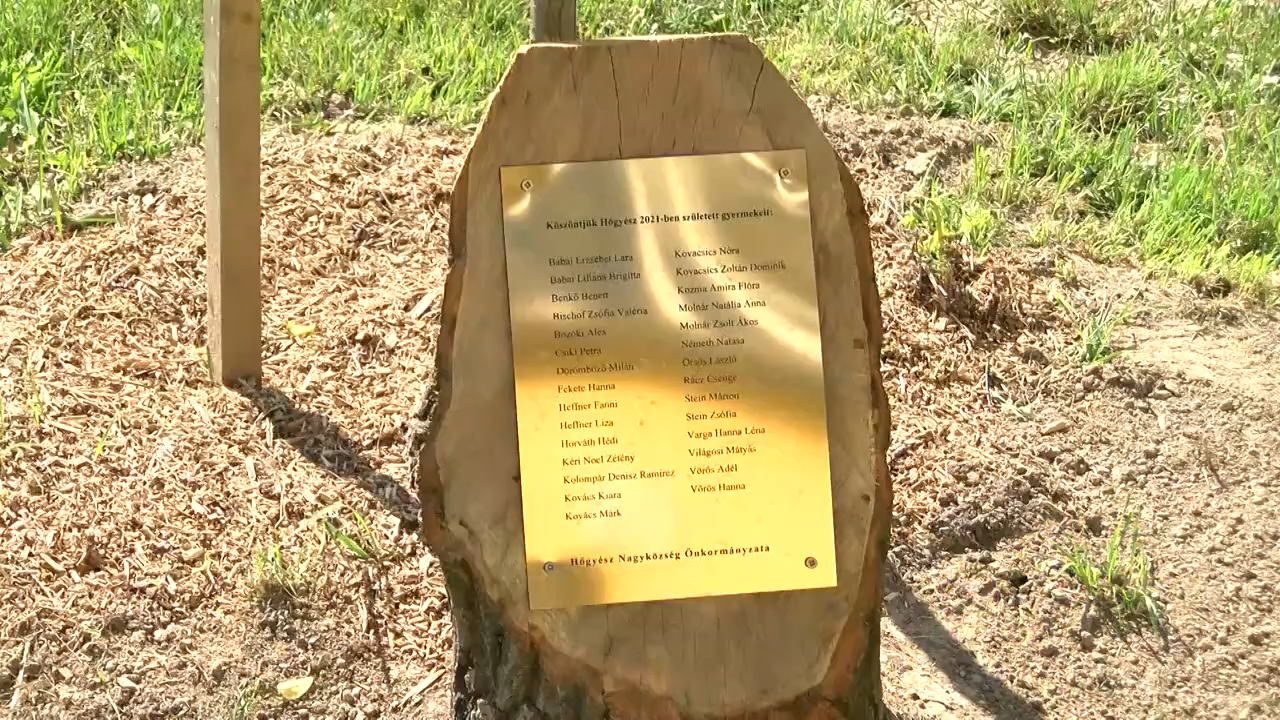 Köszöntjük Hőgyész 2021-ben született gyermekeit:
Babai Erzsébet Lara
Babai Liliána Brigitta
Benkő Benett
Bischof Zsófia Valéria
Bozóki Alex
Csiki Petra
Dörömböző Milán
Fekete Hanna
Heffner Fanni
Heffner Liza
Horváth Hédi
Kéri Noel Zétény
Kolompár Denisz Ramirez
Kovács Kiara
Kovács Márk
Kovacsics Nóra
Kovacsics Zoltán Dominik
Kozma Amira Flóra
Molnár Natália Anna
Molnár Zsolt Ákos
Németh Natasa
Orsós László
Rácz Csenge
Stein Márton
Stein Zsófia
Varga Hanna Léna
Világosi Mátyás
Vörös Adél
Vörös Hanna
Hőgyész Nagyközség Önkormányzata